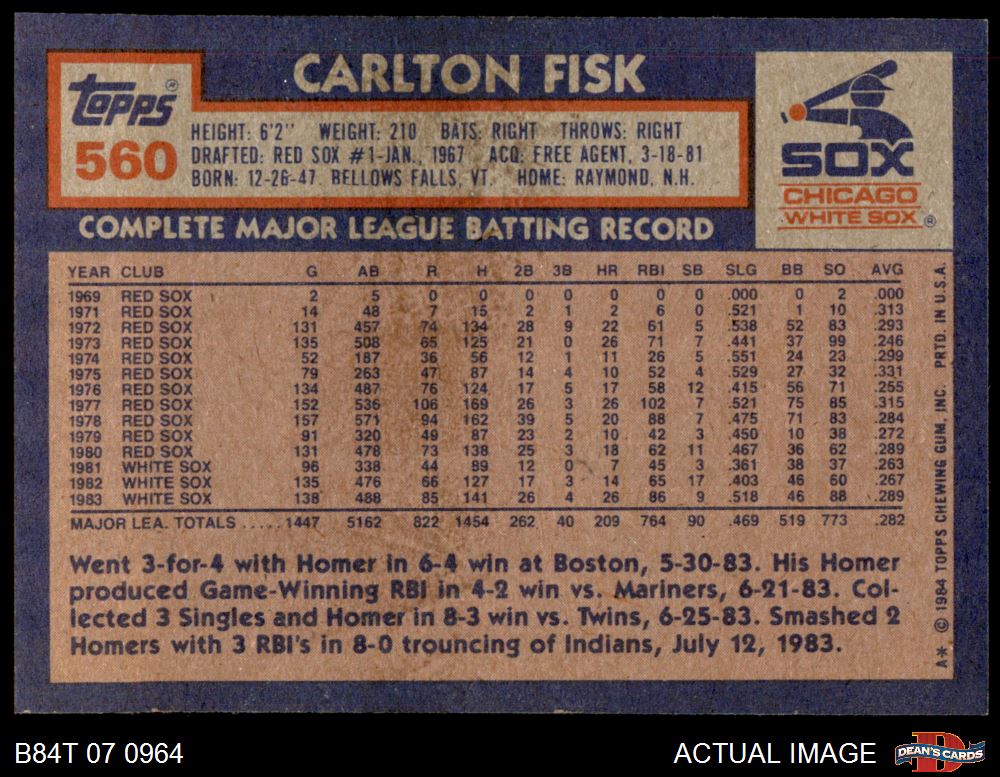 CARLTON FISK
Topps®
560
HEIGHT: 6'2" WEIGHT: 210 BATS: RIGHT THROWS: RIGHT
DRAFTED: RED SOX #1-JAN., 1967 ACQ: FREE AGENT, 3-18-81
BORN: 12-26-47, BELLOWS FALLS, VT. HOME: RAYMOND, N.H.
SOX
CHICAGO
WHITE SOX ®
COMPLETE MAJOR LEAGUE BATTING RECORD
YEAR CLUB G AB R H 2B 3B HR RBI SB SLG BB SO AVG
1969 RED SOX 2 5 0 0 0 0 0 0 0 .000 0 2 .000
1971 RED SOX 14 48 7 15 2 1 2 6 0 .521 1 10 .313
1972 RED SOX 131 457 74 134 28 9 22 61 5 .538 52 83 .293
1973 RED SOX 135 508 65 125 21 0 26 71 7 .441 37 99 .246
1974 RED SOX 52 187 36 56 12 1 11 26 5 .551 24 23 .299
1975 RED SOX 79 263 47 87 14 4 10 52 4 .529 27 32 .331
1976 RED SOX 134 487 76 124 17 5 17 58 12 .415 56 71 .255
1977 RED SOX 152 536 106 169 26 3 26 102 7 .521 75 85 .315
1978 RED SOX 157 571 94 162 39 5 20 88 7 .475 71 83 .284
1979 RED SOX 91 320 49 87 23 2 10 42 3 .450 10 38 .272
1980 RED SOX 131 478 73 138 25 3 18 62 11 .467 36 62 .289
1981 WHITE SOX 96 338 44 89 12 0 7 45 3 .361 38 37 .263
1982 WHITE SOX 135 476 66 127 17 3 14 65 17 .403 46 60 .267
1983 WHITE SOX 138 488 85 141 26 4 26 86 9 .518 46 88 .289
MAJOR LEA. TOTALS ..... 1447 5162 822 1454 262 40 209 764 90 .469 519 773 .282
Went 3-for-4 with Homer in 6-4 win at Boston, 5-30-83. His Homer
produced Game-Winning RBI in 4-2 win vs. Mariners, 6-21-83. Col-
lected 3 Singles and Homer in 8-3 win vs. Twins, 6-25-83. Smashed 2
Homers with 3 RBI's in 8-0 trouncing of Indians, July 12, 1983.
A* © 1984 TOPPS CHEWING GUM, INC. PRTD. IN U.S.A.
B84T 07 0964
ACTUAL IMAGE
DEAN'S CARDS